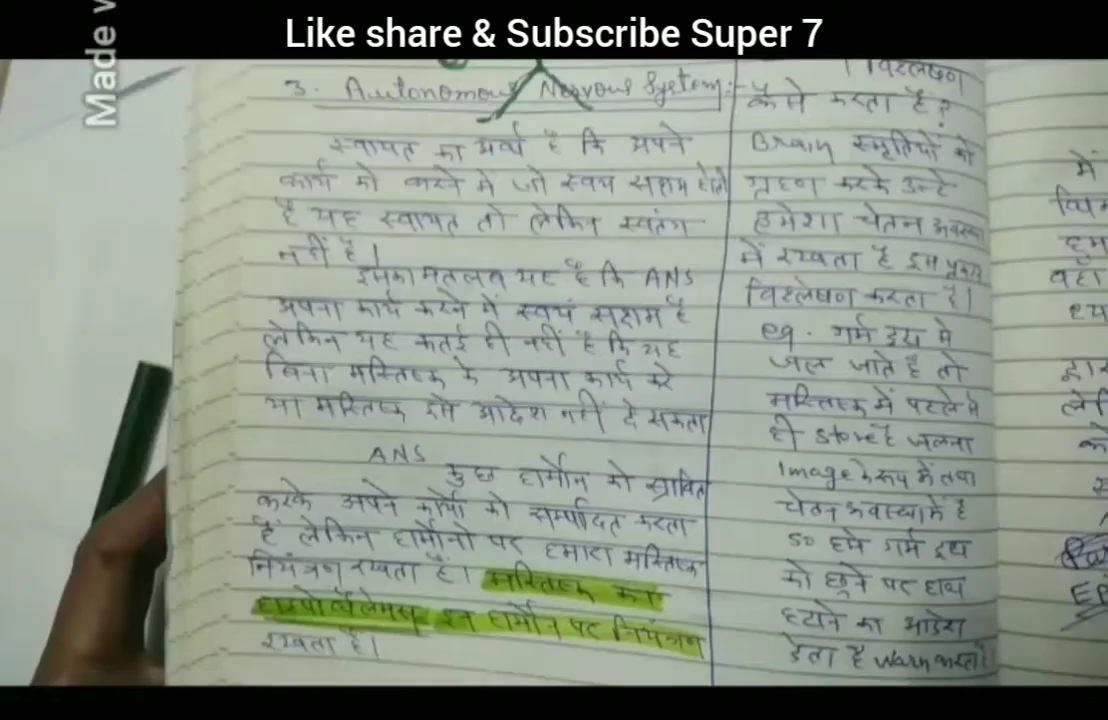 Like share & Subscribe Super 7
Made
3. Autonomous Nervous System:-
स्वायत का अर्थ है कि अपने
कार्य को करने मे जो स्वयं सक्षम होते
है यह स्वायत तो लेकिन स्वतंत्र
नहीं है।
इसका मतलब यह है कि ANS
अपना कार्य करने में स्वयं सक्षम है
लेकिन यह कतई ही नहीं है कि यह
बिना मस्तिष्क के अपना कार्य करे
या मस्तिष्क इसे आदेश नहीं दे सकता
ANS
कुछ हार्मोन को स्रावित
करके अपने कार्यो को सम्पादित करता
है लेकिन हार्मोनो पर हमारा मस्तिष्क
नियंत्रण रखता है। मस्तिष्क का
हाइपोथैलेमस इन हार्मोन पर नियंत्रण
रखता है।
विश्लेषण
कैसे करता है?
Brain स्मृतियों को
ग्रहण करके उन्हे
हमेशा चेतन अवस्था
में रखता है इस प्रकार
विश्लेषण करता है।
eg. गर्म दूध से
जल जाते है तो
मस्तिष्क में पहले से
ही store है जलना
Image के रूप में तथा
चेतन अवस्था में है
so हमे गर्म दूध
को छूने पर हाथ
हटाने का आदेश
देता है warn करता है
में